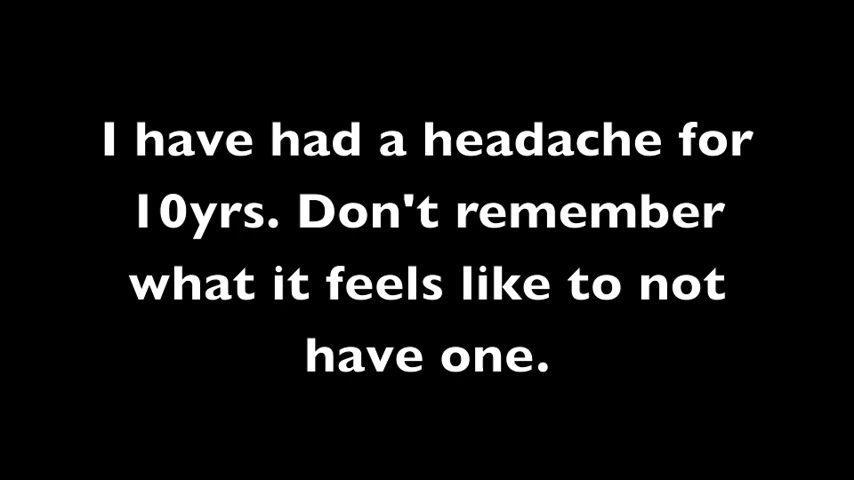 I have had a headache for
10yrs. Don't remember
what it feels like to not
have one.